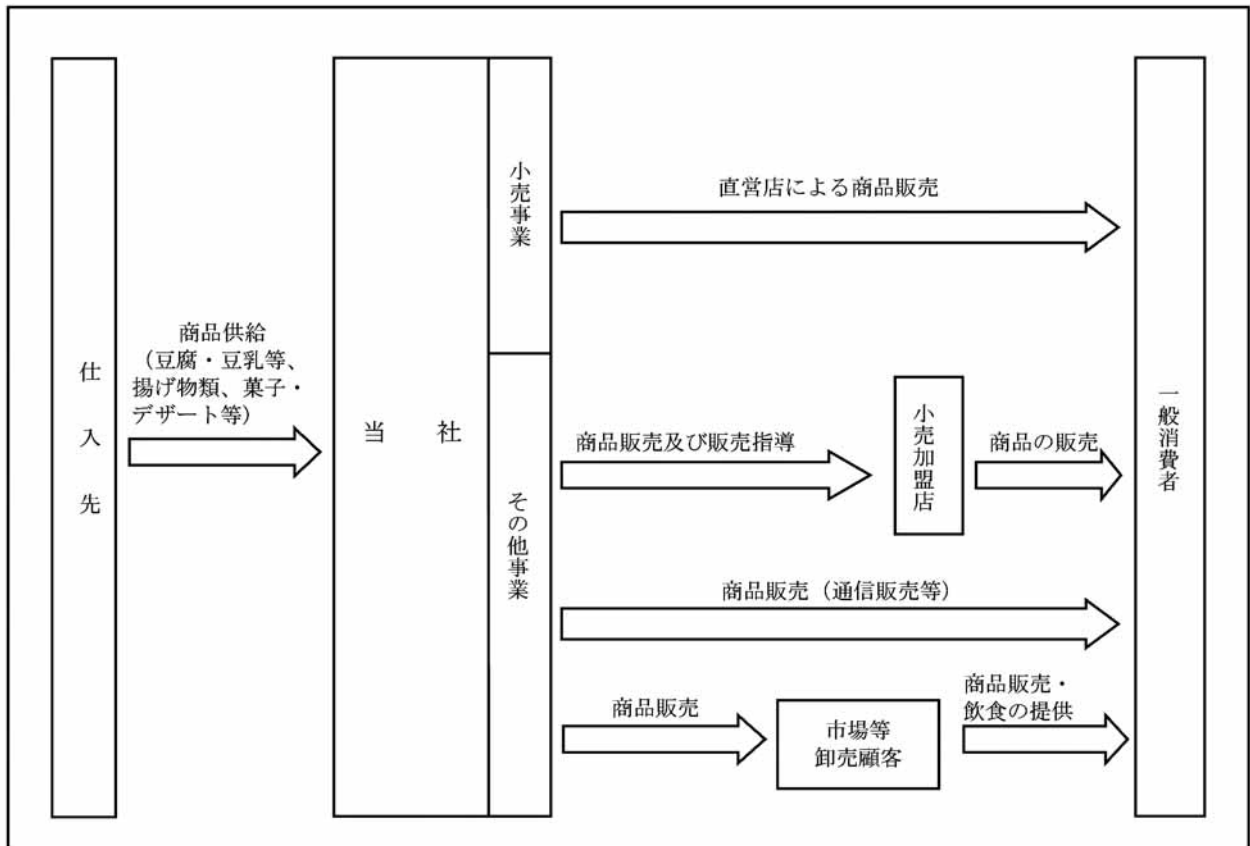 仕入先
商品供給
（豆腐・豆乳等、
揚げ物類、菓子・
デザート等）
当　社
小売事業
直営店による商品販売
その他事業
商品販売及び販売指導
小売加盟店
商品の販売
商品販売（通信販売等）
商品販売
市場等
卸売顧客
商品販売・
飲食の提供
一般消費者